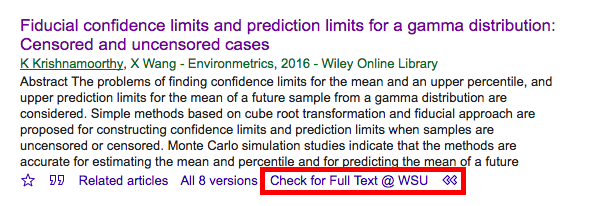 Fiducial confidence limits and prediction limits for a gamma distribution:
Censored and uncensored cases
K Krishnamoorthy, X Wang - Environmetrics, 2016 - Wiley Online Library
Abstract The problems of finding confidence limits for the mean and an upper percentile, and
upper prediction limits for the mean of a future sample from a gamma distribution are
considered. Simple methods based on cube root transformation and fiducial approach are
proposed for constructing confidence limits and prediction limits when samples are
uncensored or censored. Monte Carlo simulation studies indicate that the methods are
accurate for estimating the mean and percentile and for predicting the mean of a future
Related articles All 8 versions Check for Full Text @ WSU